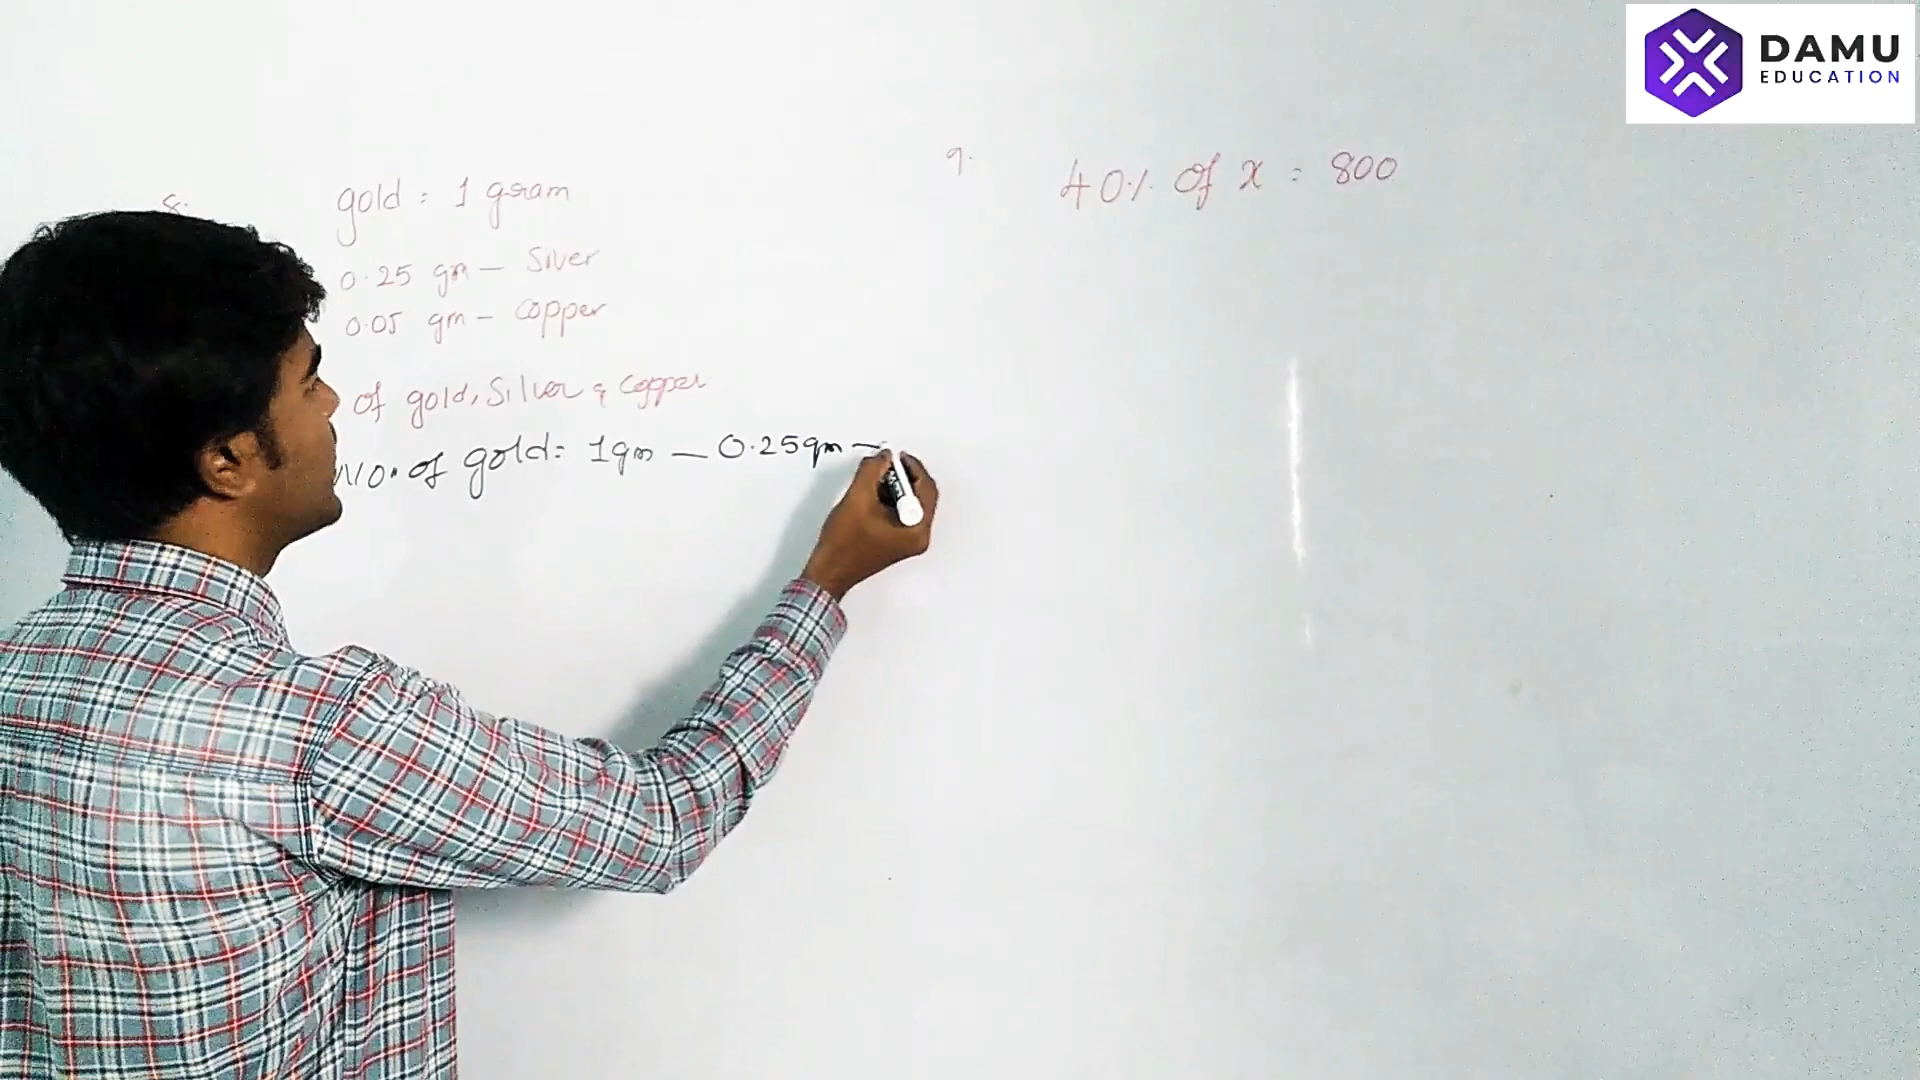 DAMU
EDUCATION
8.
gold = 1 gram
0.25 gm - Silver
0.05 gm - Copper
of gold, Silver & Copper
No. of gold = 1gm - 0.25gm -
9.
40% of x = 800